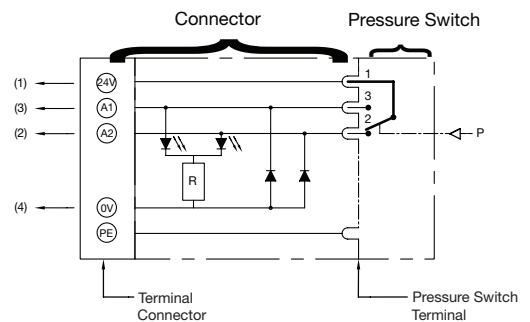 Connector
Pressure Switch
(1) 24V 1
(3) A1 3
(2) A2 2
P
R
(4) 0V
PE
Terminal Connector
Pressure Switch Terminal